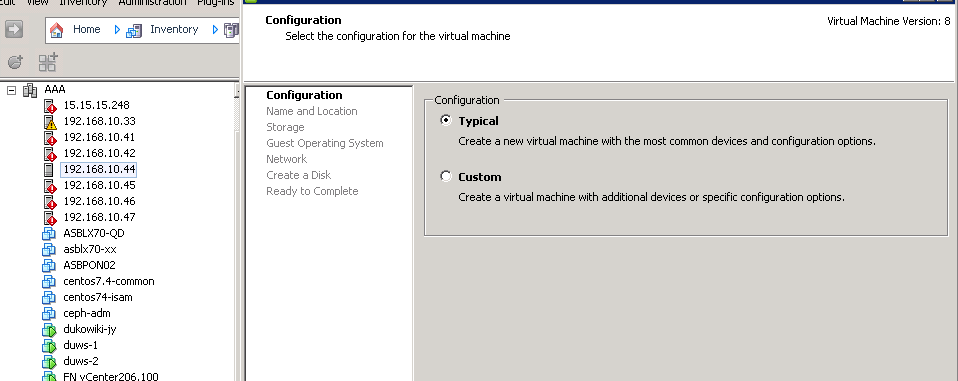 View Inventory Administration Plug-ins
Home Inventory
AAA
15.15.15.248
192.168.10.33
192.168.10.41
192.168.10.42
192.168.10.44
192.168.10.45
192.168.10.46
192.168.10.47
ASBLX70-QD
asblx70-xx
ASBPON02
centos7.4-common
centos74-isam
ceph-adm
dukowiki-jy
duws-1
duws-2
FN vCenter206.100
Configuration
Virtual Machine Version: 8
Select the configuration for the virtual machine
Configuration
Name and Location
Storage
Guest Operating System
Network
Create a Disk
Ready to Complete
Configuration
Typical
Create a new virtual machine with the most common devices and configuration options.
Custom
Create a virtual machine with additional devices or specific configuration options.